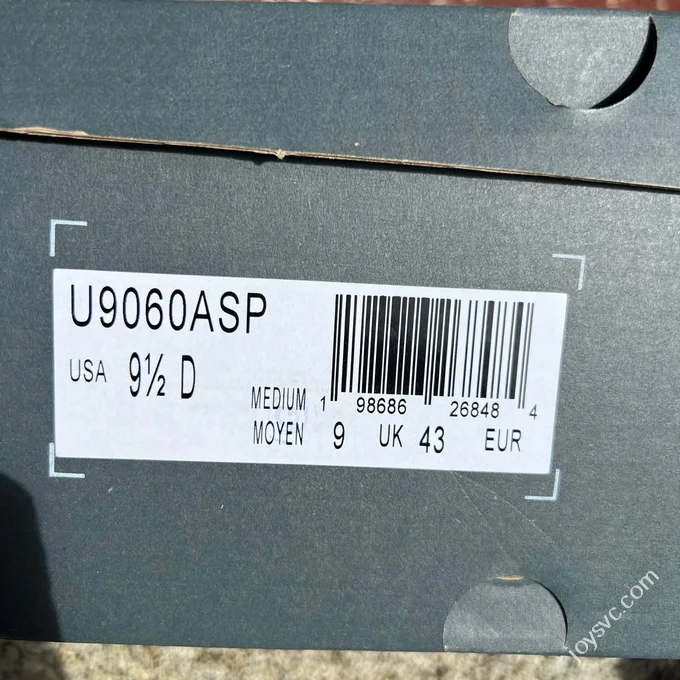 U9060ASP
USA 9½ D
MEDIUM
MOYEN 9 UK 43 EUR
1 98686 26848 4
joysvc.com